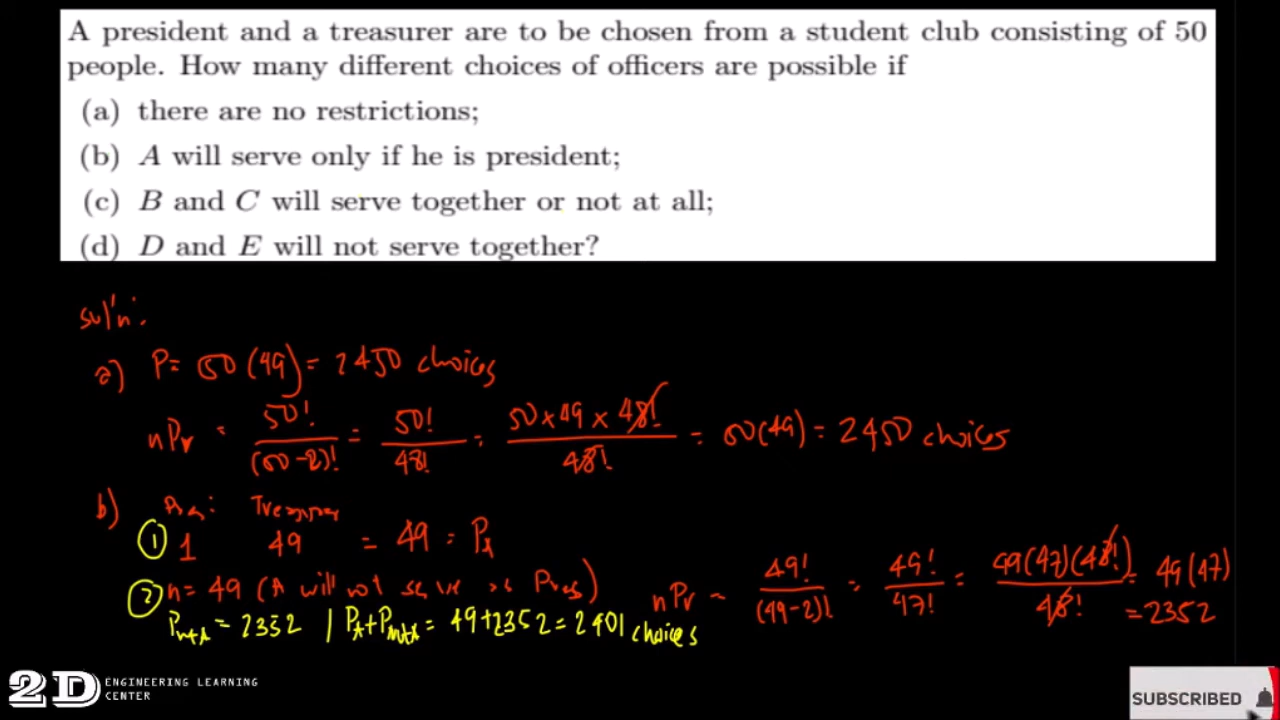 A president and a treasurer are to be chosen from a student club consisting of 50
people. How many different choices of officers are possible if
(a) there are no restrictions;
(b) A will serve only if he is president;
(c) B and C will serve together or not at all;
(d) D and E will not serve together?
sol'n:
a) P = 50 (49) = 2450 choices
nPr = 50! / (50-2)! = 50! / 48! = 50 x 49 x 48! / 48! = 50(49) = 2450 choices
b) Pres: Treasurer
① 1 49 = 49 = PA
② n = 49 (A will not serve as Pres) nPr = 49! / (49-2)! = 49! / 47! = 49(47)(48!) / 48! = 49(47)
= 2352
= 2352 | = 49+2352 = 2401 choices
2D ENGINEERING LEARNING
CENTER
SUBSCRIBED